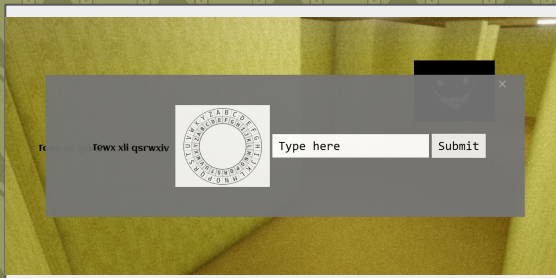 Tewx xli qsrwxiv
A B C D E F G H I J K L M N O P Q R S T U V W X Y Z
Type here
Submit
×